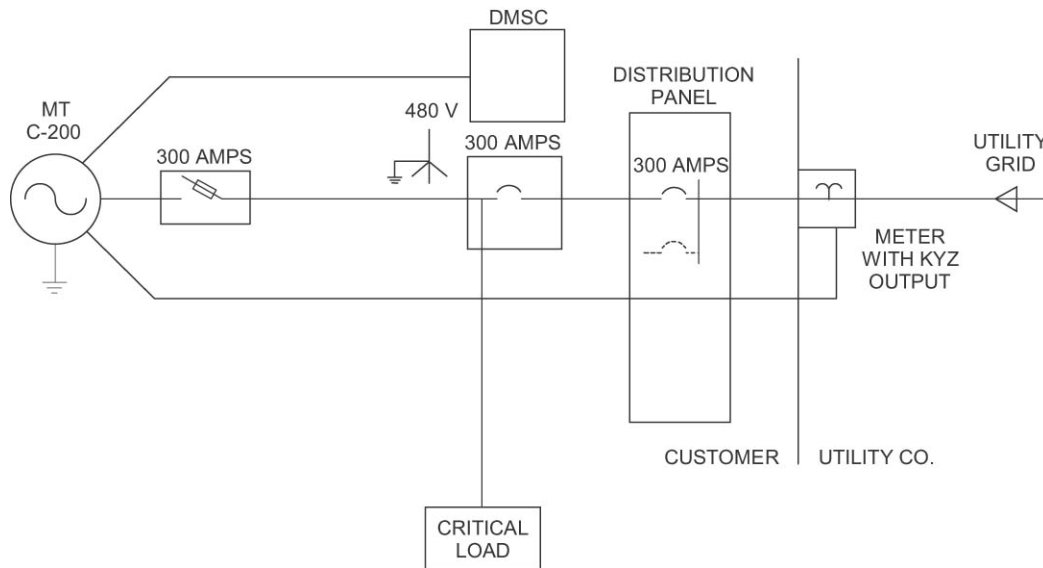 DMSC
MT
C-200
480 V
300 AMPS
300 AMPS
DISTRIBUTION
PANEL
300 AMPS
UTILITY
GRID
METER
WITH KYZ
OUTPUT
CUSTOMER
UTILITY CO.
CRITICAL
LOAD